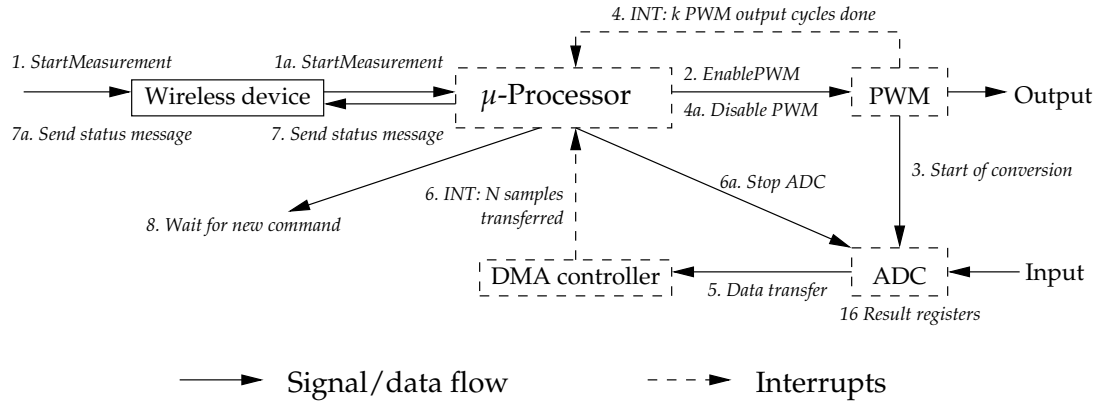 4. INT: k PWM output cycles done
1. StartMeasurement
1a. StartMeasurement
2. EnablePWM
Wireless device
μ-Processor
PWM
Output
4a. Disable PWM
7a. Send status message
7. Send status message
3. Start of conversion
6a. Stop ADC
6. INT: N samples
transferred
8. Wait for new command
DMA controller
ADC
Input
5. Data transfer
16 Result registers
Signal/data flow
Interrupts